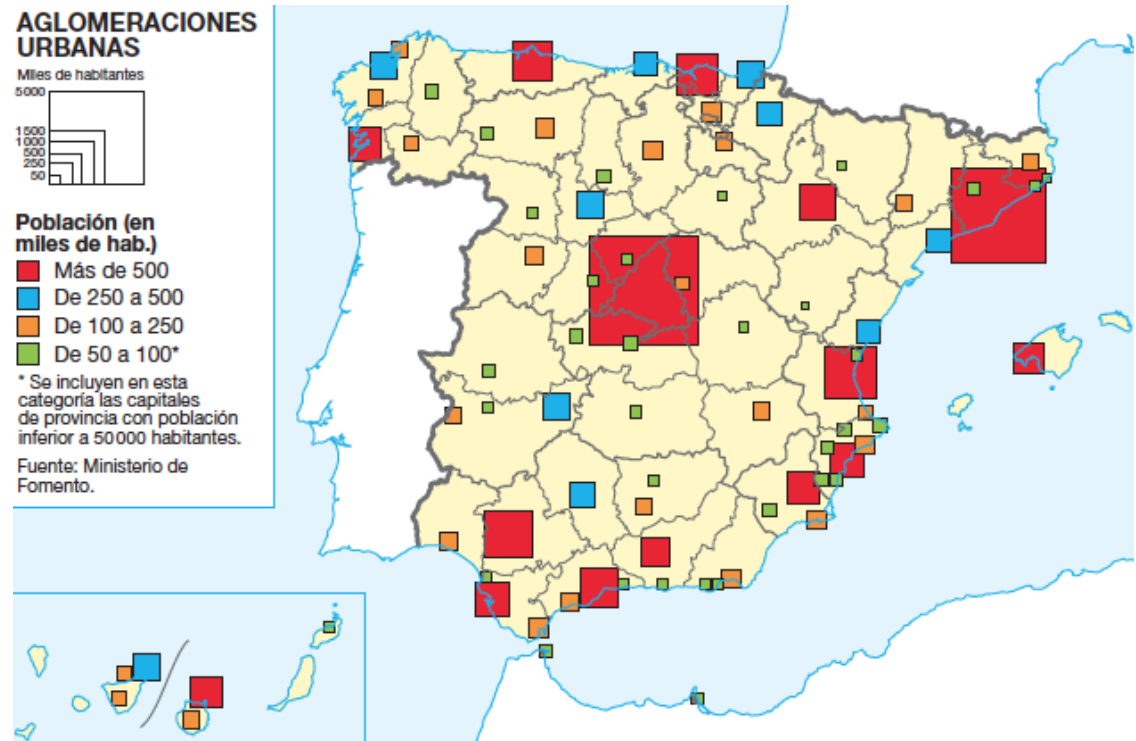 AGLOMERACIONES
URBANAS
Miles de habitantes
5000
1500
1000
500
250
50
Población (en
miles de hab.)
Más de 500
De 250 a 500
De 100 a 250
De 50 a 100*
* Se incluyen en esta
categoría las capitales
de provincia con población
inferior a 50000 habitantes.
Fuente: Ministerio de
Fomento.